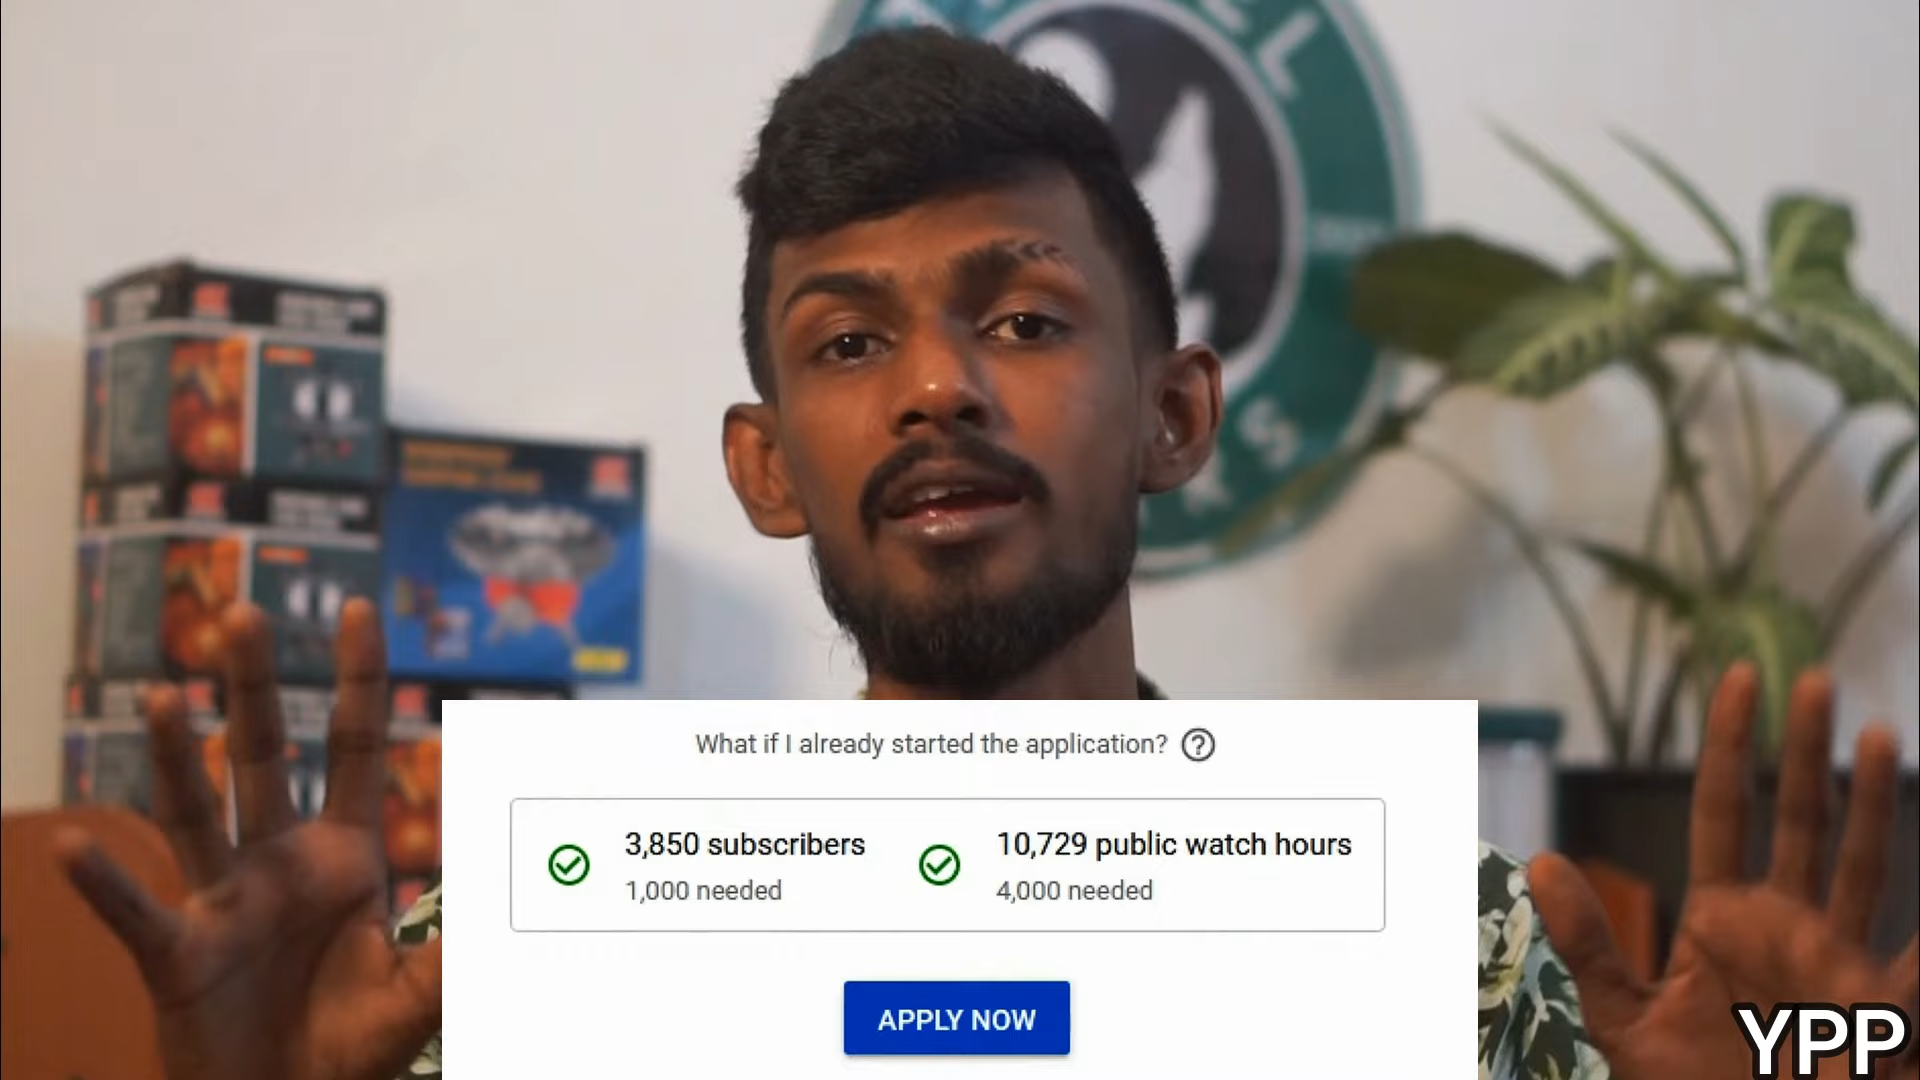 What if I already started the application?
3,850 subscribers
1,000 needed
10,729 public watch hours
4,000 needed
APPLY NOW
YPP